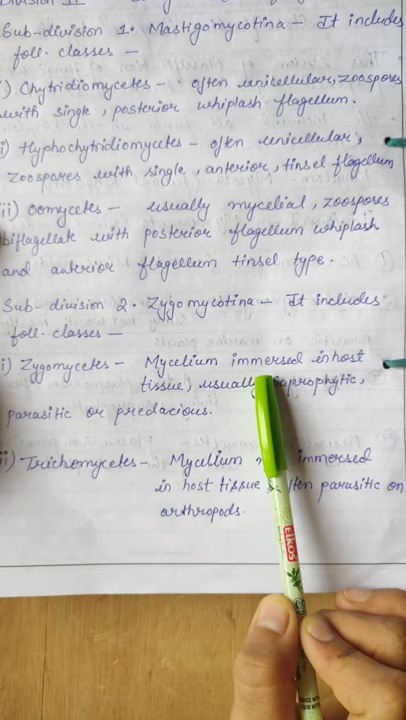 Division II
Sub-division 1. Mastigomycotina - It includes
foll. classes -
i) Chytridiomycetes - often unicellular, zoospores
with single, posterior whiplash flagellum.
i) Hyphochytridiomycetes - often unicellular,
zoospores with single, anterior, tinsel flagellum
ii) Oomycetes - usually mycelial, zoospores
biflagellate with posterior flagellum whiplash
and anterior flagellum tinsel type.
Sub-division 2. Zygomycotina - It includes
foll. classes -
i) Zygomycetes - Mycelium immersed in host
tissue, usually saprophytic,
parasitic or predacious.
ii) Trichomycetes - Mycelium immersed
in host tissue, often parasitic on
arthropods.
Elkos